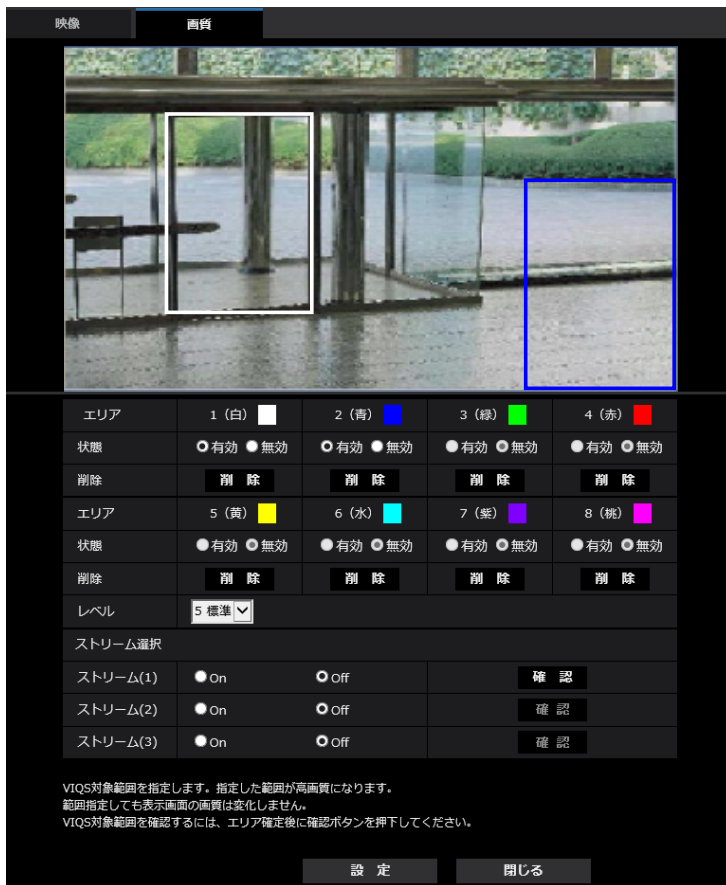 映像 画質
エリア 1（白） 2（青） 3（緑） 4（赤）
状態 有効 無効 有効 無効 有効 無効 有効 無効
削除 削 除 削 除 削 除 削 除
エリア 5（黄） 6（水） 7（紫） 8（桃）
状態 有効 無効 有効 無効 有効 無効 有効 無効
削除 削 除 削 除 削 除 削 除
レベル 5 標準
ストリーム選択
ストリーム(1) On Off 確 認
ストリーム(2) On Off 確 認
ストリーム(3) On Off 確 認
VIQS対象範囲を指定します。指定した範囲が高画質になります。
範囲指定しても表示画面の画質は変化しません。
VIQS対象範囲を確認するには、エリア確定後に確認ボタンを押下してください。
設 定 閉じる